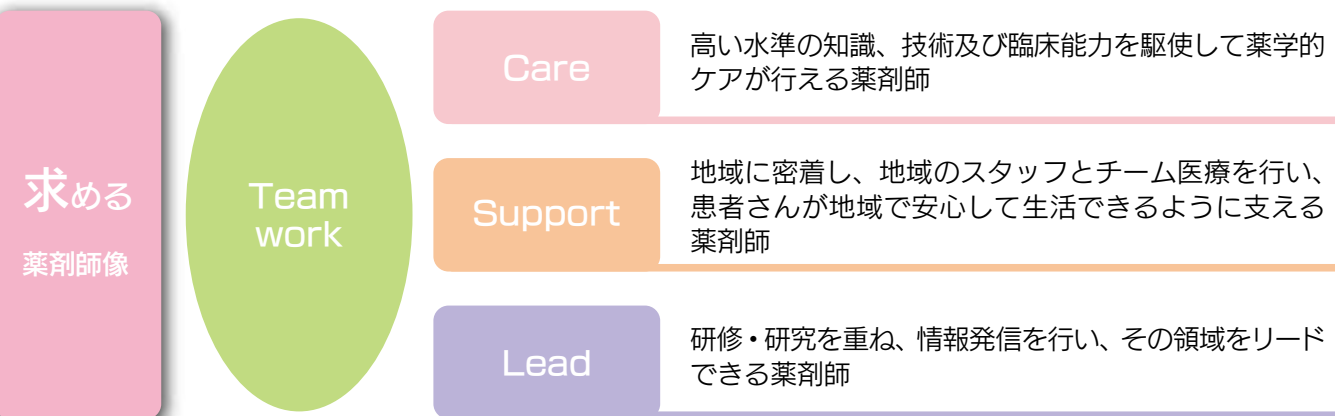 求める
薬剤師像
Team
work
Care
高い水準の知識、技術及び臨床能力を駆使して薬学的
ケアが行える薬剤師
Support
地域に密着し、地域のスタッフとチーム医療を行い、
患者さんが地域で安心して生活できるように支える
薬剤師
Lead
研修・研究を重ね、情報発信を行い、その領域をリード
できる薬剤師